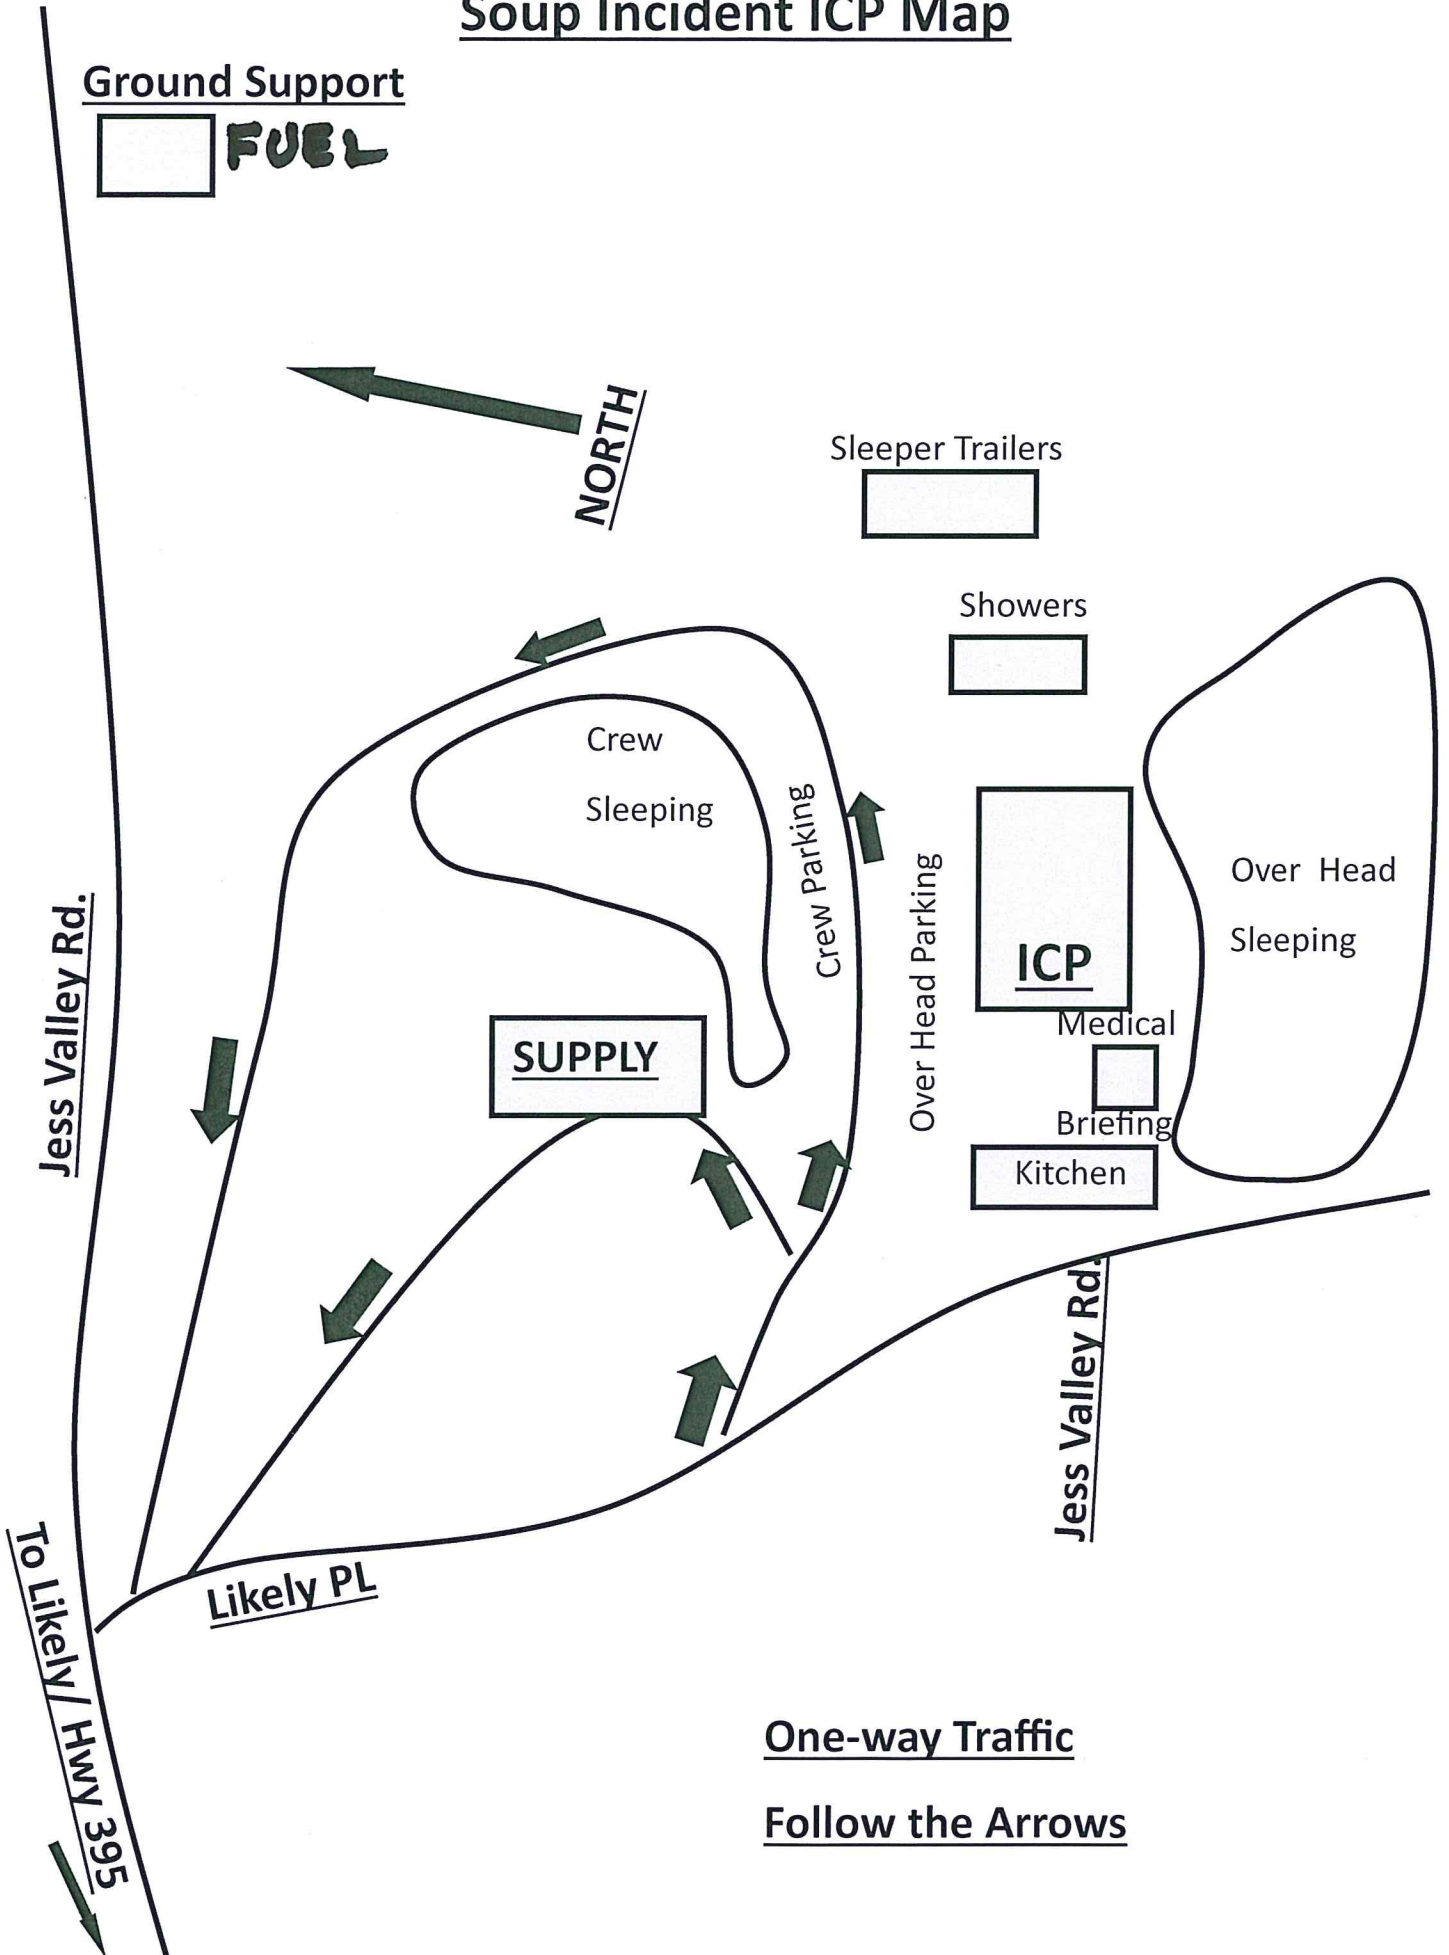 Soup Incident ICP Map
Ground Support
FUEL
NORTH
Sleeper Trailers
Showers
Crew
Sleeping
Crew Parking
Over Head Parking
ICP
Over Head
Sleeping
Jess Valley Rd.
SUPPLY
Medical
Briefing
Kitchen
Jess Valley Rd.
Likely PL
To Likely/ Hwy 395
One-way Traffic
Follow the Arrows